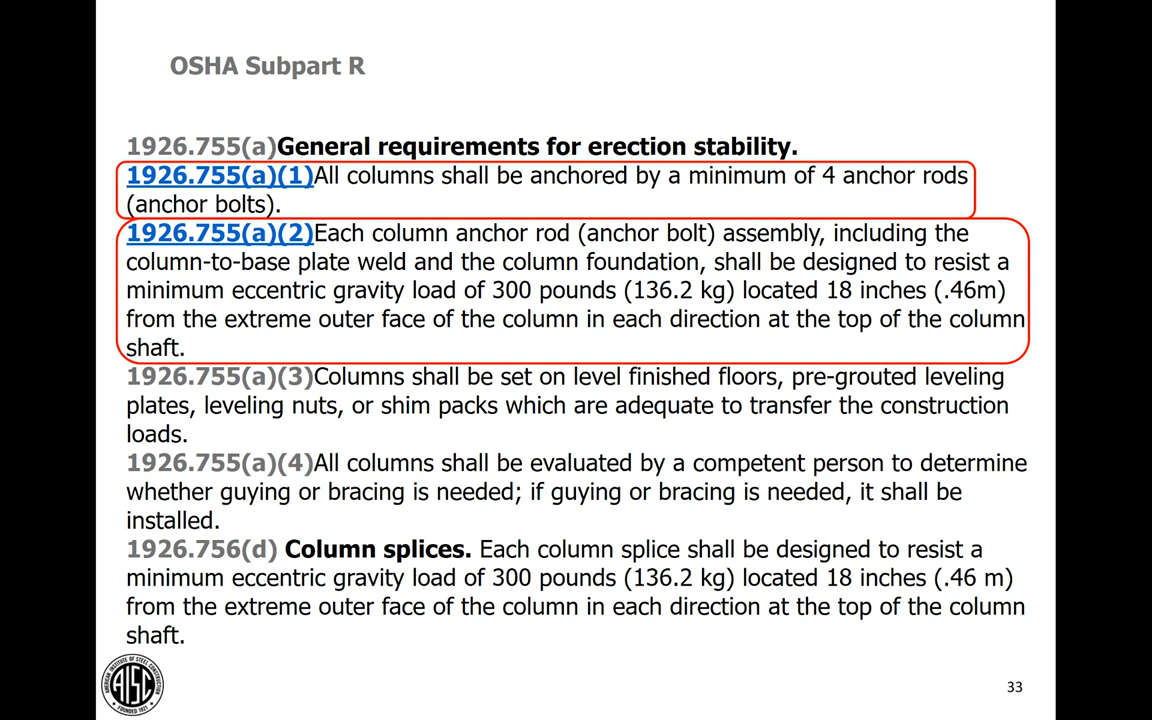 OSHA Subpart R
1926.755(a)General requirements for erection stability.
1926.755(a)(1)All columns shall be anchored by a minimum of 4 anchor rods
(anchor bolts).
1926.755(a)(2)Each column anchor rod (anchor bolt) assembly, including the
column-to-base plate weld and the column foundation, shall be designed to resist a
minimum eccentric gravity load of 300 pounds (136.2 kg) located 18 inches (.46m)
from the extreme outer face of the column in each direction at the top of the column
shaft.
1926.755(a)(3)Columns shall be set on level finished floors, pre-grouted leveling
plates, leveling nuts, or shim packs which are adequate to transfer the construction
loads.
1926.755(a)(4)All columns shall be evaluated by a competent person to determine
whether guying or bracing is needed; if guying or bracing is needed, it shall be
installed.
1926.756(d) Column splices. Each column splice shall be designed to resist a
minimum eccentric gravity load of 300 pounds (136.2 kg) located 18 inches (.46 m)
from the extreme outer face of the column in each direction at the top of the column
shaft.
AMERICAN INSTITUTE OF STEEL CONSTRUCTION
AISC
FOUNDED 1921
33